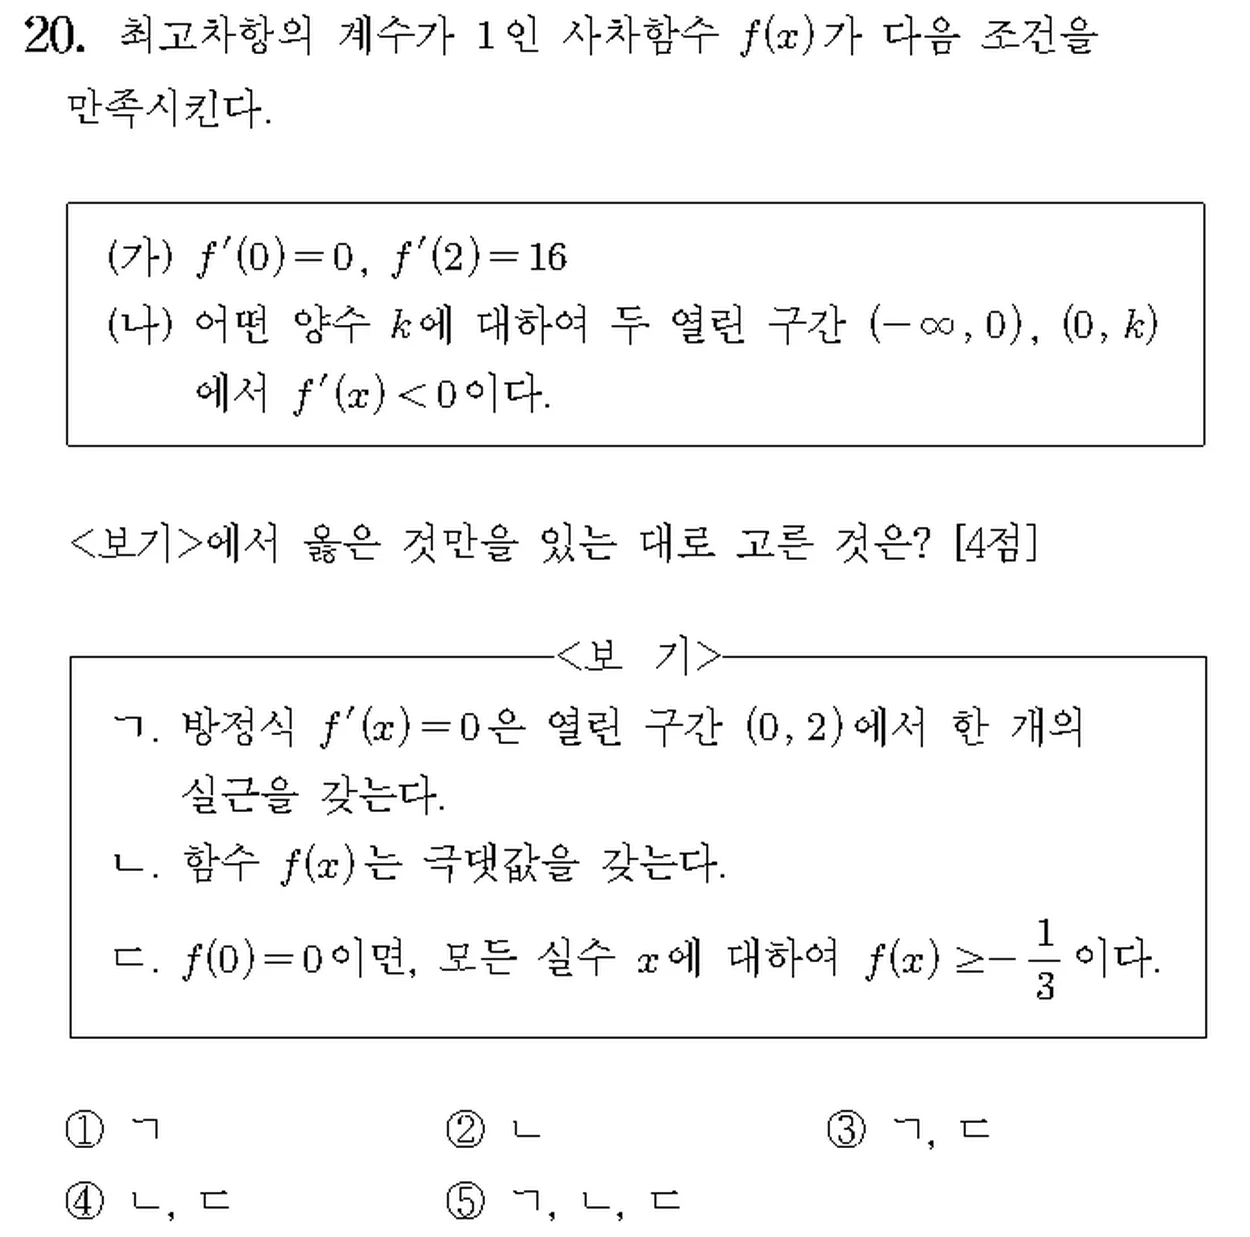 20. 최고차항의 계수가 1인 사차함수 f(x)가 다음 조건을
만족시킨다.
(가) f′(0)=0, f′(2)=16
(나) 어떤 양수 k에 대하여 두 열린 구간 (−∞, 0), (0, k)
에서 f′(x)<0이다.
<보기>에서 옳은 것만을 있는 대로 고른 것은? [4점]
<보 기>
ㄱ. 방정식 f′(x)=0은 열린 구간 (0, 2)에서 한 개의
실근을 갖는다.
ㄴ. 함수 f(x)는 극댓값을 갖는다.
ㄷ. f(0)=0이면, 모든 실수 x에 대하여 f(x) ≥ −1/3 이다.
① ㄱ ② ㄴ ③ ㄱ, ㄷ
④ ㄴ, ㄷ ⑤ ㄱ, ㄴ, ㄷ